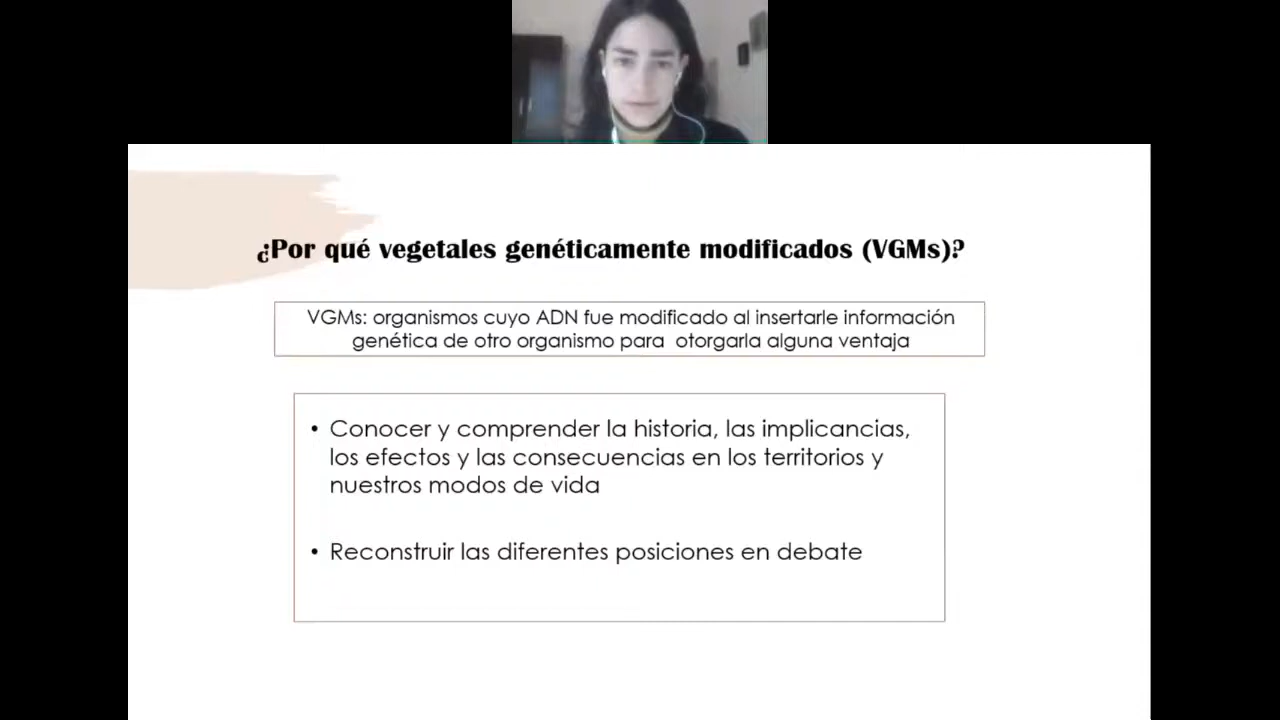 ¿Por qué vegetales genéticamente modificados (VGMs)?
VGMs: organismos cuyo ADN fue modificado al insertarle información
genética de otro organismo para otorgarla alguna ventaja
• Conocer y comprender la historia, las implicancias,
los efectos y las consecuencias en los territorios y
nuestros modos de vida
• Reconstruir las diferentes posiciones en debate